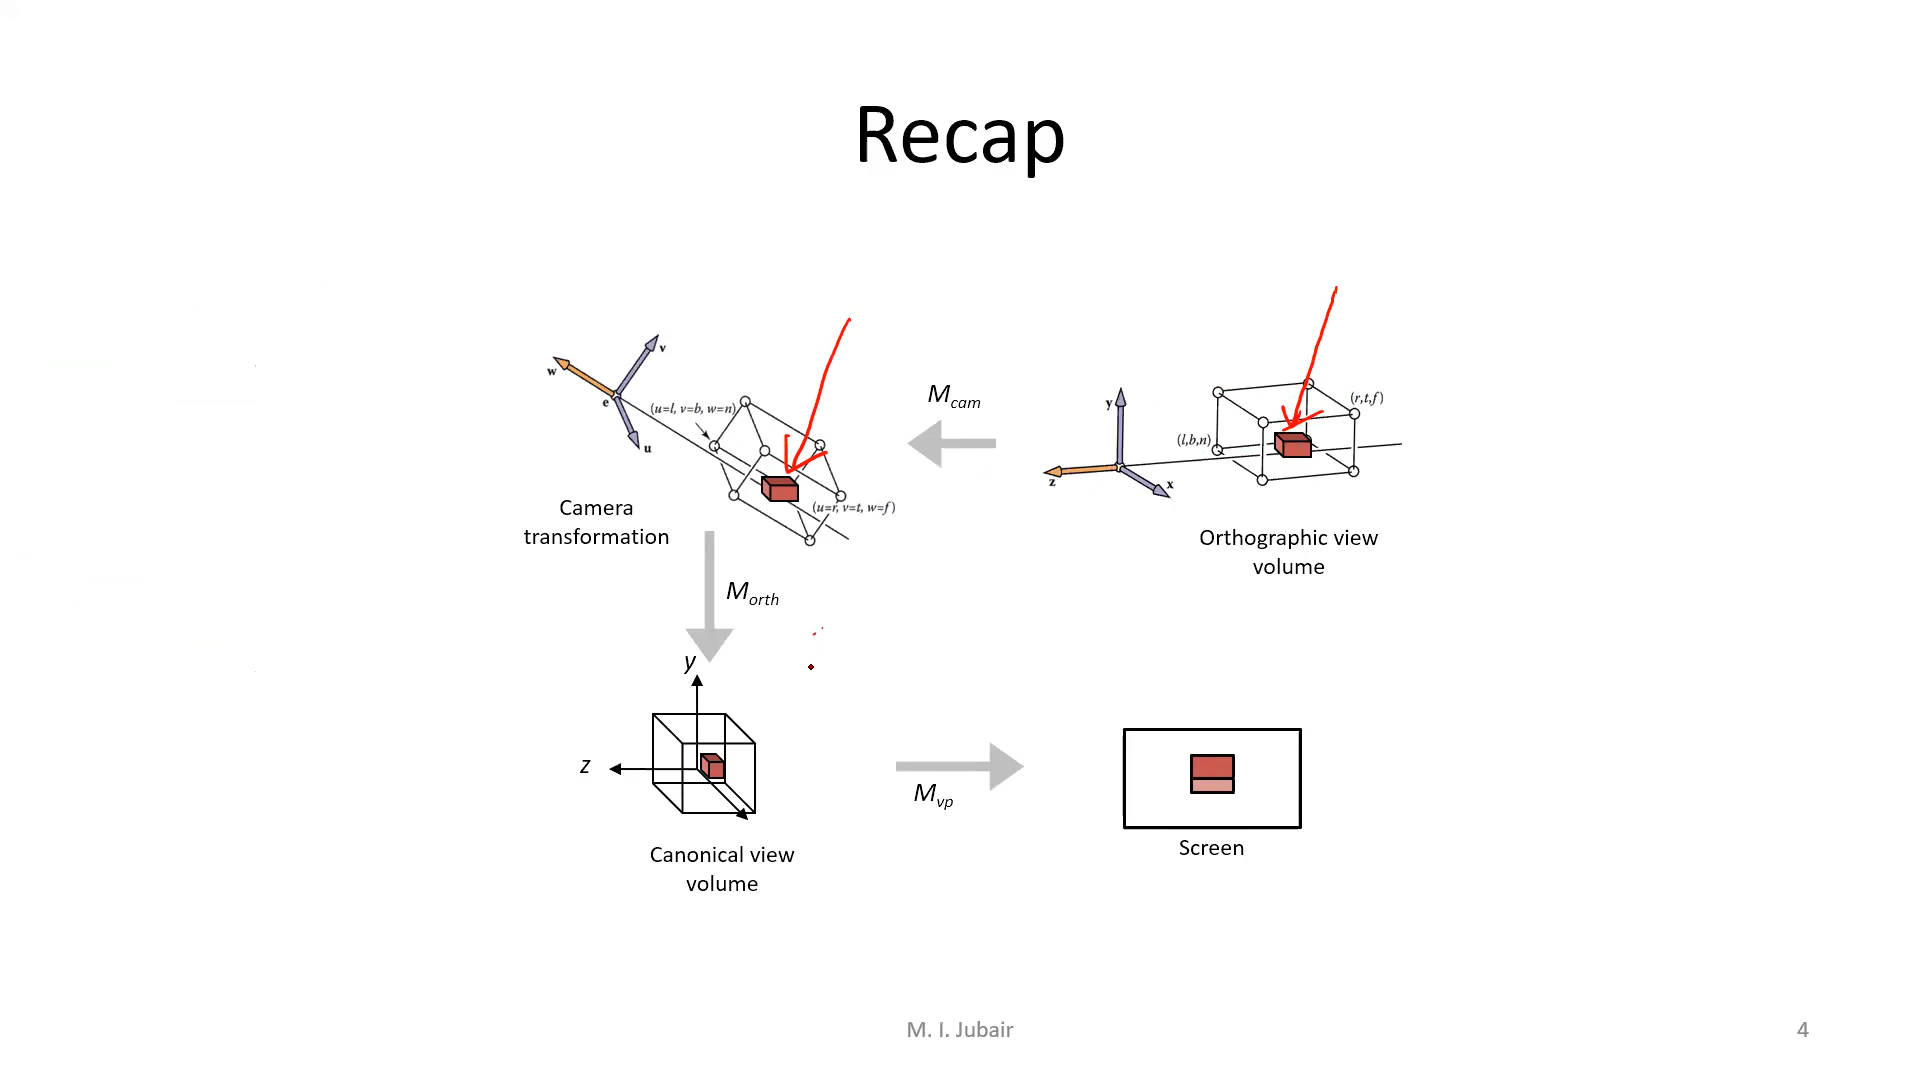 Recap
v
w
e
(u=l, v=b, w=n)
u
(u=r, v=t, w=f)
Camera
transformation
M_cam
y
(r,t,f)
(l,b,n)
z
x
Orthographic view
volume
M_orth
y
z
Canonical view
volume
M_vp
Screen
M. I. Jubair
4